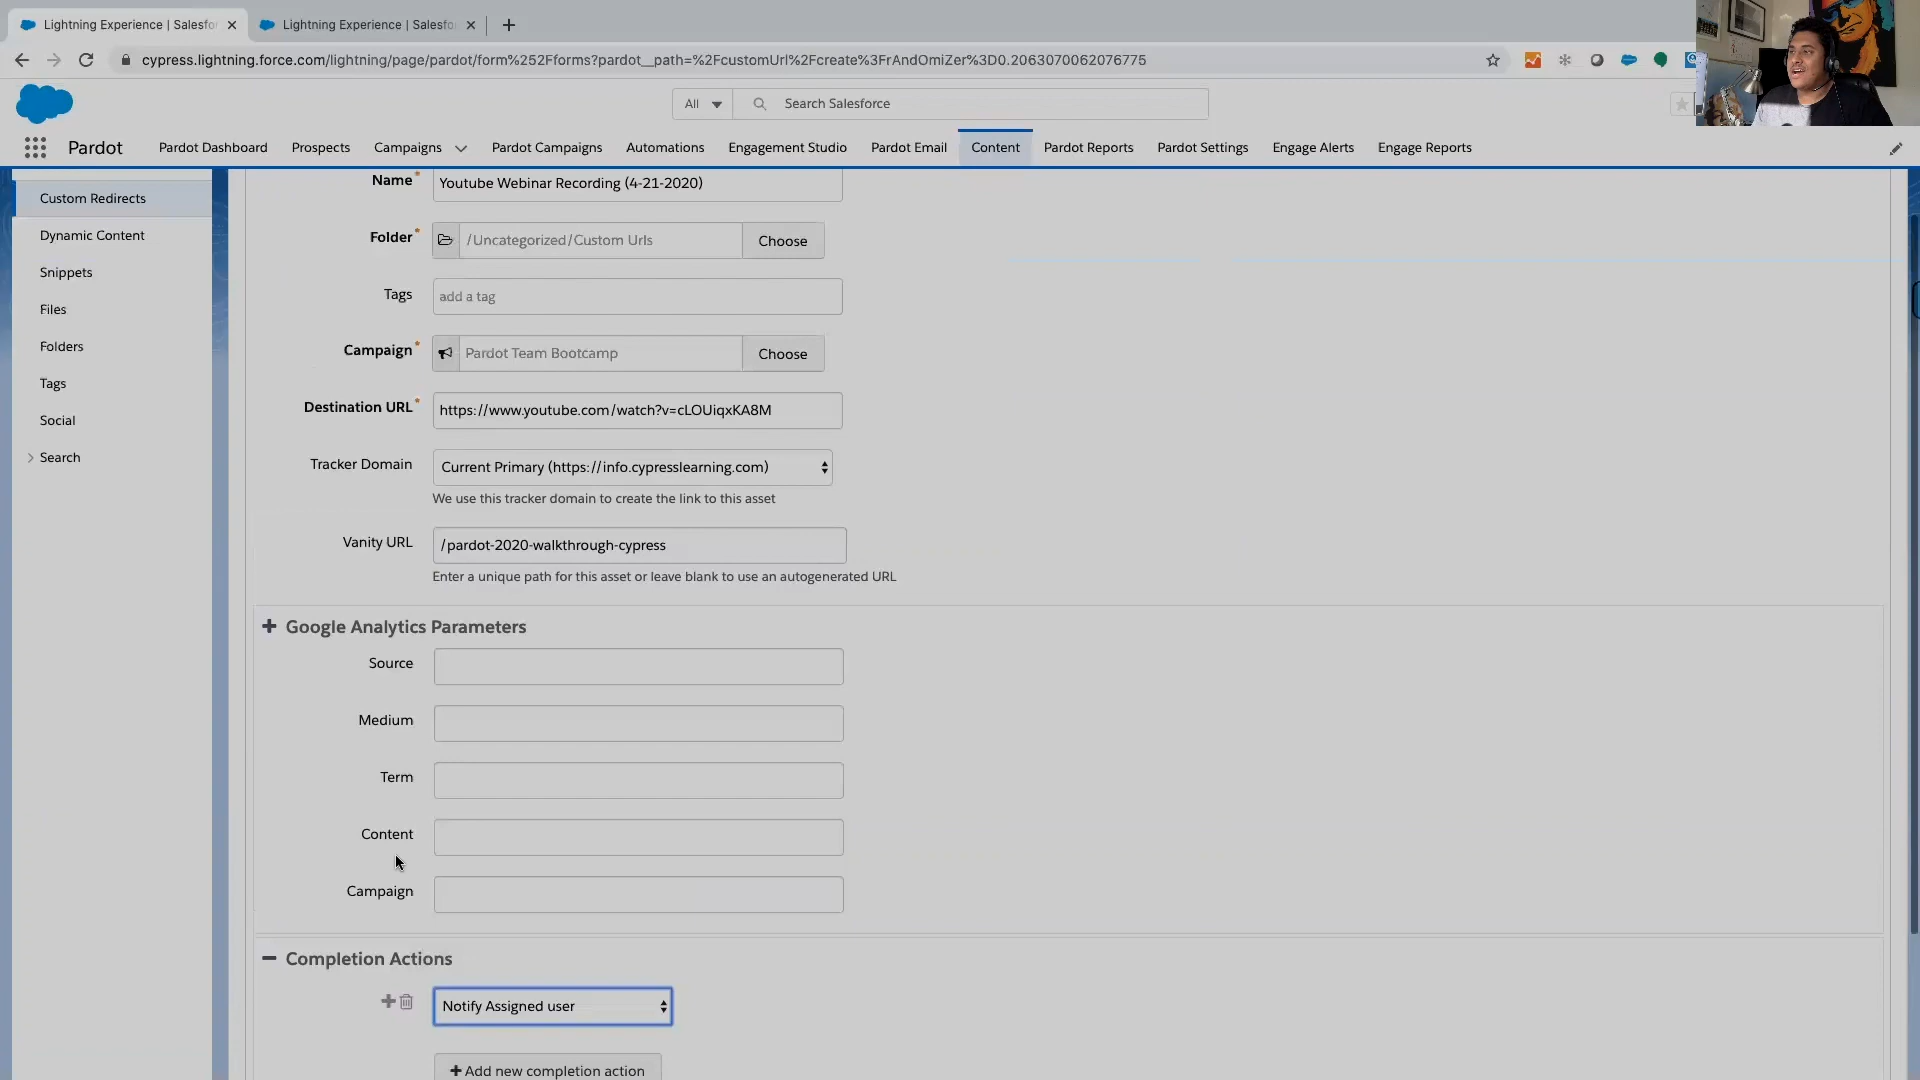 Lightning Experience | Salesfo
Lightning Experience | Salesfo
cypress.lightning.force.com/lightning/page/pardot/form%252Fforms?pardot__path=%2FcustomUrl%2Fcreate%3FrAndOmiZer%3D0.2063070062076775
All
Search Salesforce
Pardot
Pardot Dashboard
Prospects
Campaigns
Pardot Campaigns
Automations
Engagement Studio
Pardot Email
Content
Pardot Reports
Pardot Settings
Engage Alerts
Engage Reports
Custom Redirects
Dynamic Content
Snippets
Files
Folders
Tags
Social
Search
Name* Youtube Webinar Recording (4-21-2020)
Folder* /Uncategorized/Custom Urls Choose
Tags add a tag
Campaign* Pardot Team Bootcamp Choose
Destination URL* https://www.youtube.com/watch?v=cLOUiqxKA8M
Tracker Domain Current Primary (https://info.cypresslearning.com)
We use this tracker domain to create the link to this asset
Vanity URL /pardot-2020-walkthrough-cypress
Enter a unique path for this asset or leave blank to use an autogenerated URL
Google Analytics Parameters
Source
Medium
Term
Content
Campaign
Completion Actions
Notify Assigned user
Add new completion action